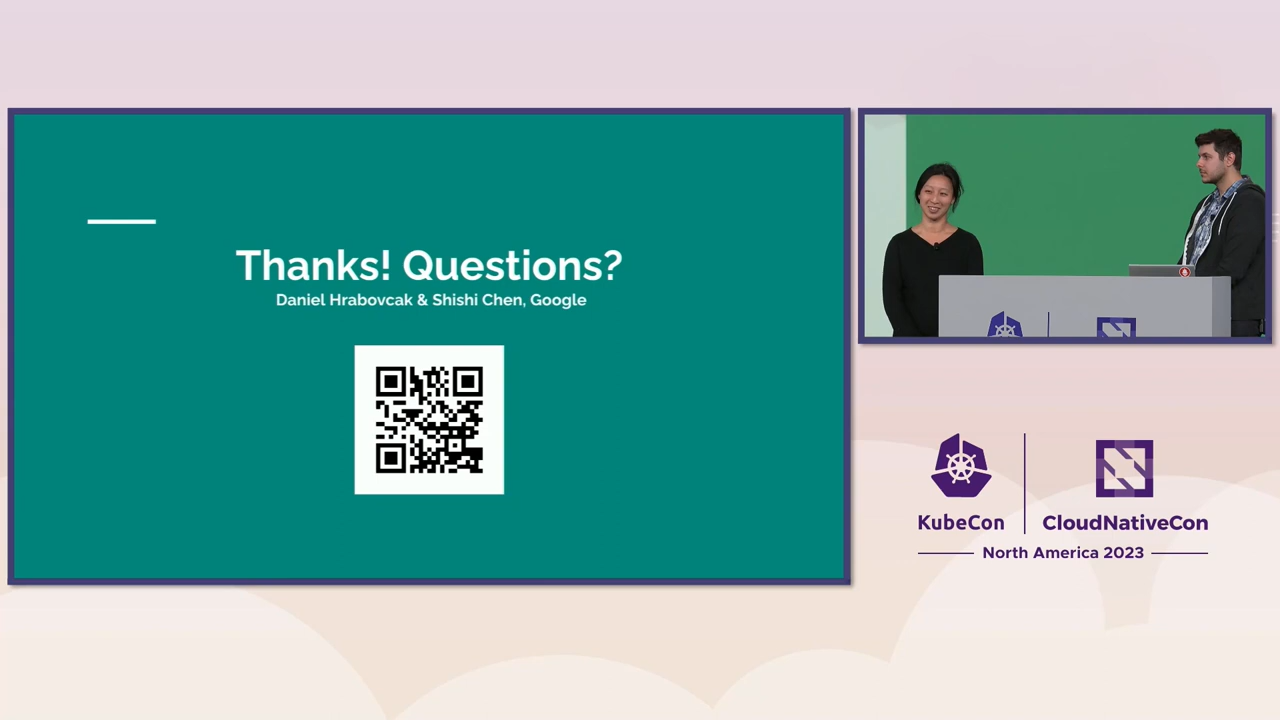 Thanks! Questions?
Daniel Hrabovcak & Shishi Chen, Google
KubeCon
CloudNativeCon
North America 2023